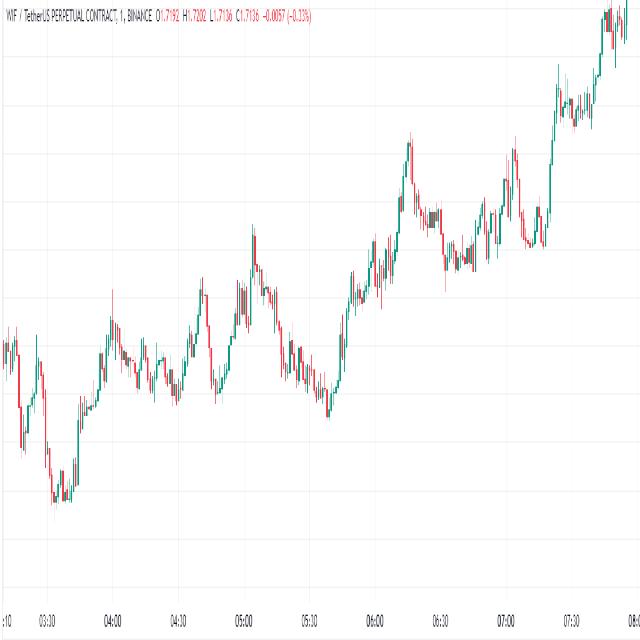 WIF / TetherUS PERPETUAL CONTRACT, 1, BINANCE O1.7192 H1.7202 L1.7136 C1.7136 −0.0057 (−0.33%)
:10 03:30 04:00 04:30 05:00 05:30 06:00 06:30 07:00 07:30